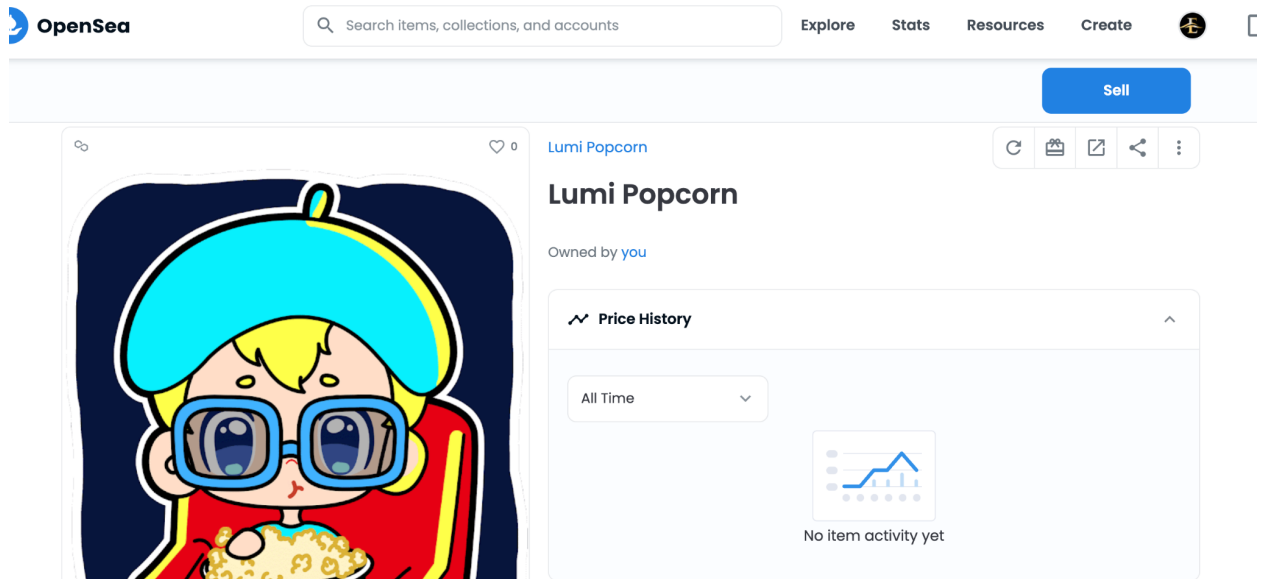 OpenSea
Search items, collections, and accounts
Explore
Stats
Resources
Create
Sell
0
Lumi Popcorn
Lumi Popcorn
Owned by you
Price History
All Time
No item activity yet